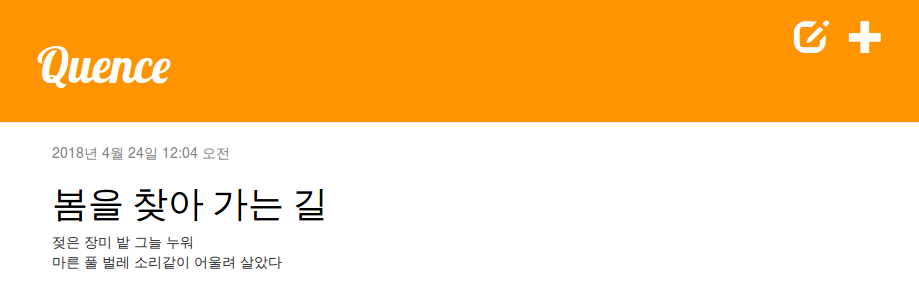 Quence
2018년 4월 24일 12:04 오전
봄을 찾아 가는 길
젖은 장미 밭 그늘 누워
마른 풀 벌레 소리같이 어울려 살았다